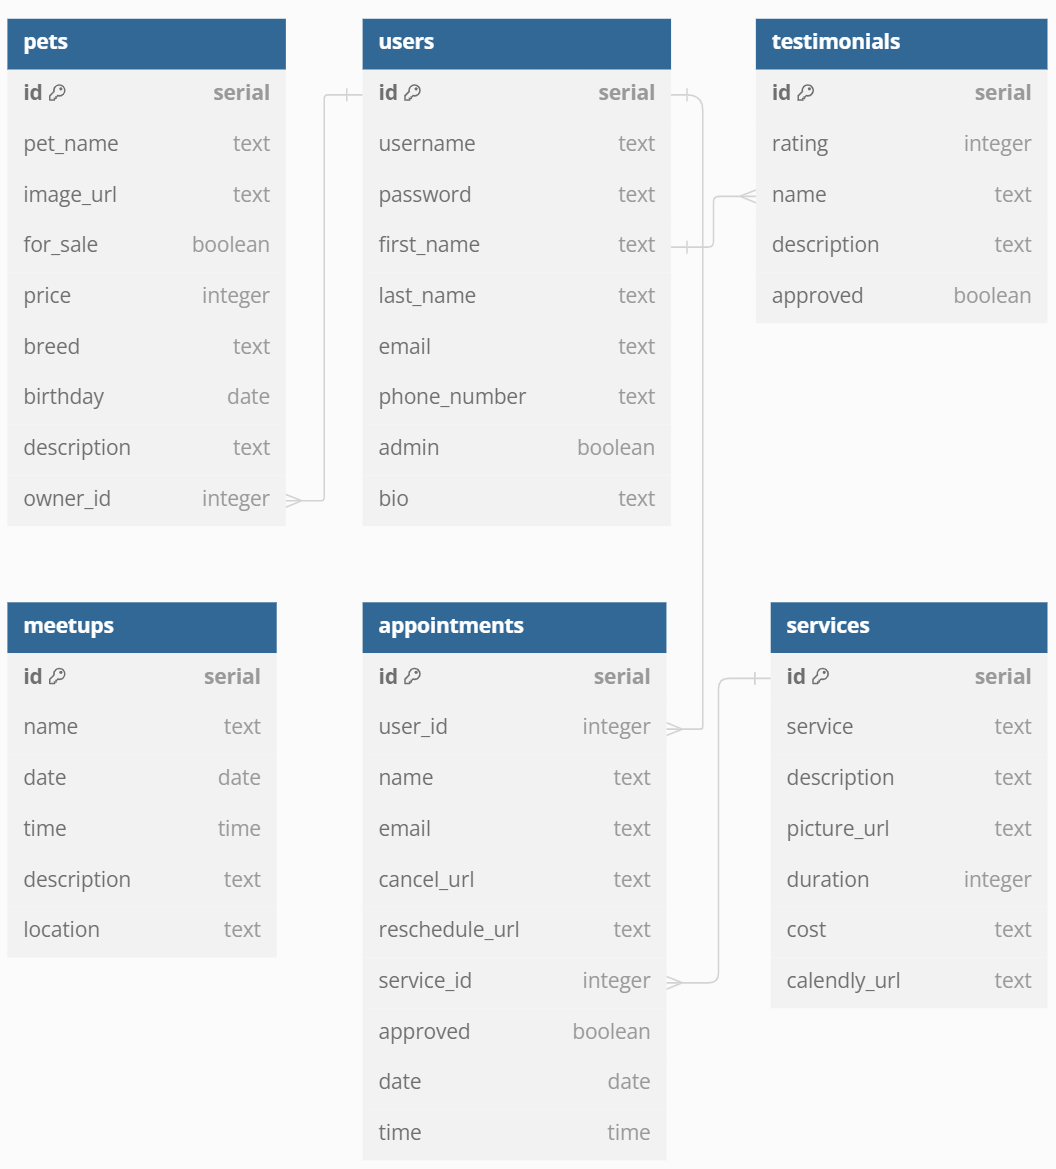 pets
id serial
pet_name text
image_url text
for_sale boolean
price integer
breed text
birthday date
description text
owner_id integer
users
id serial
username text
password text
first_name text
last_name text
email text
phone_number text
admin boolean
bio text
testimonials
id serial
rating integer
name text
description text
approved boolean
meetups
id serial
name text
date date
time time
description text
location text
appointments
id serial
user_id integer
name text
email text
cancel_url text
reschedule_url text
service_id integer
approved boolean
date date
time time
services
id serial
service text
description text
picture_url text
duration integer
cost text
calendly_url text